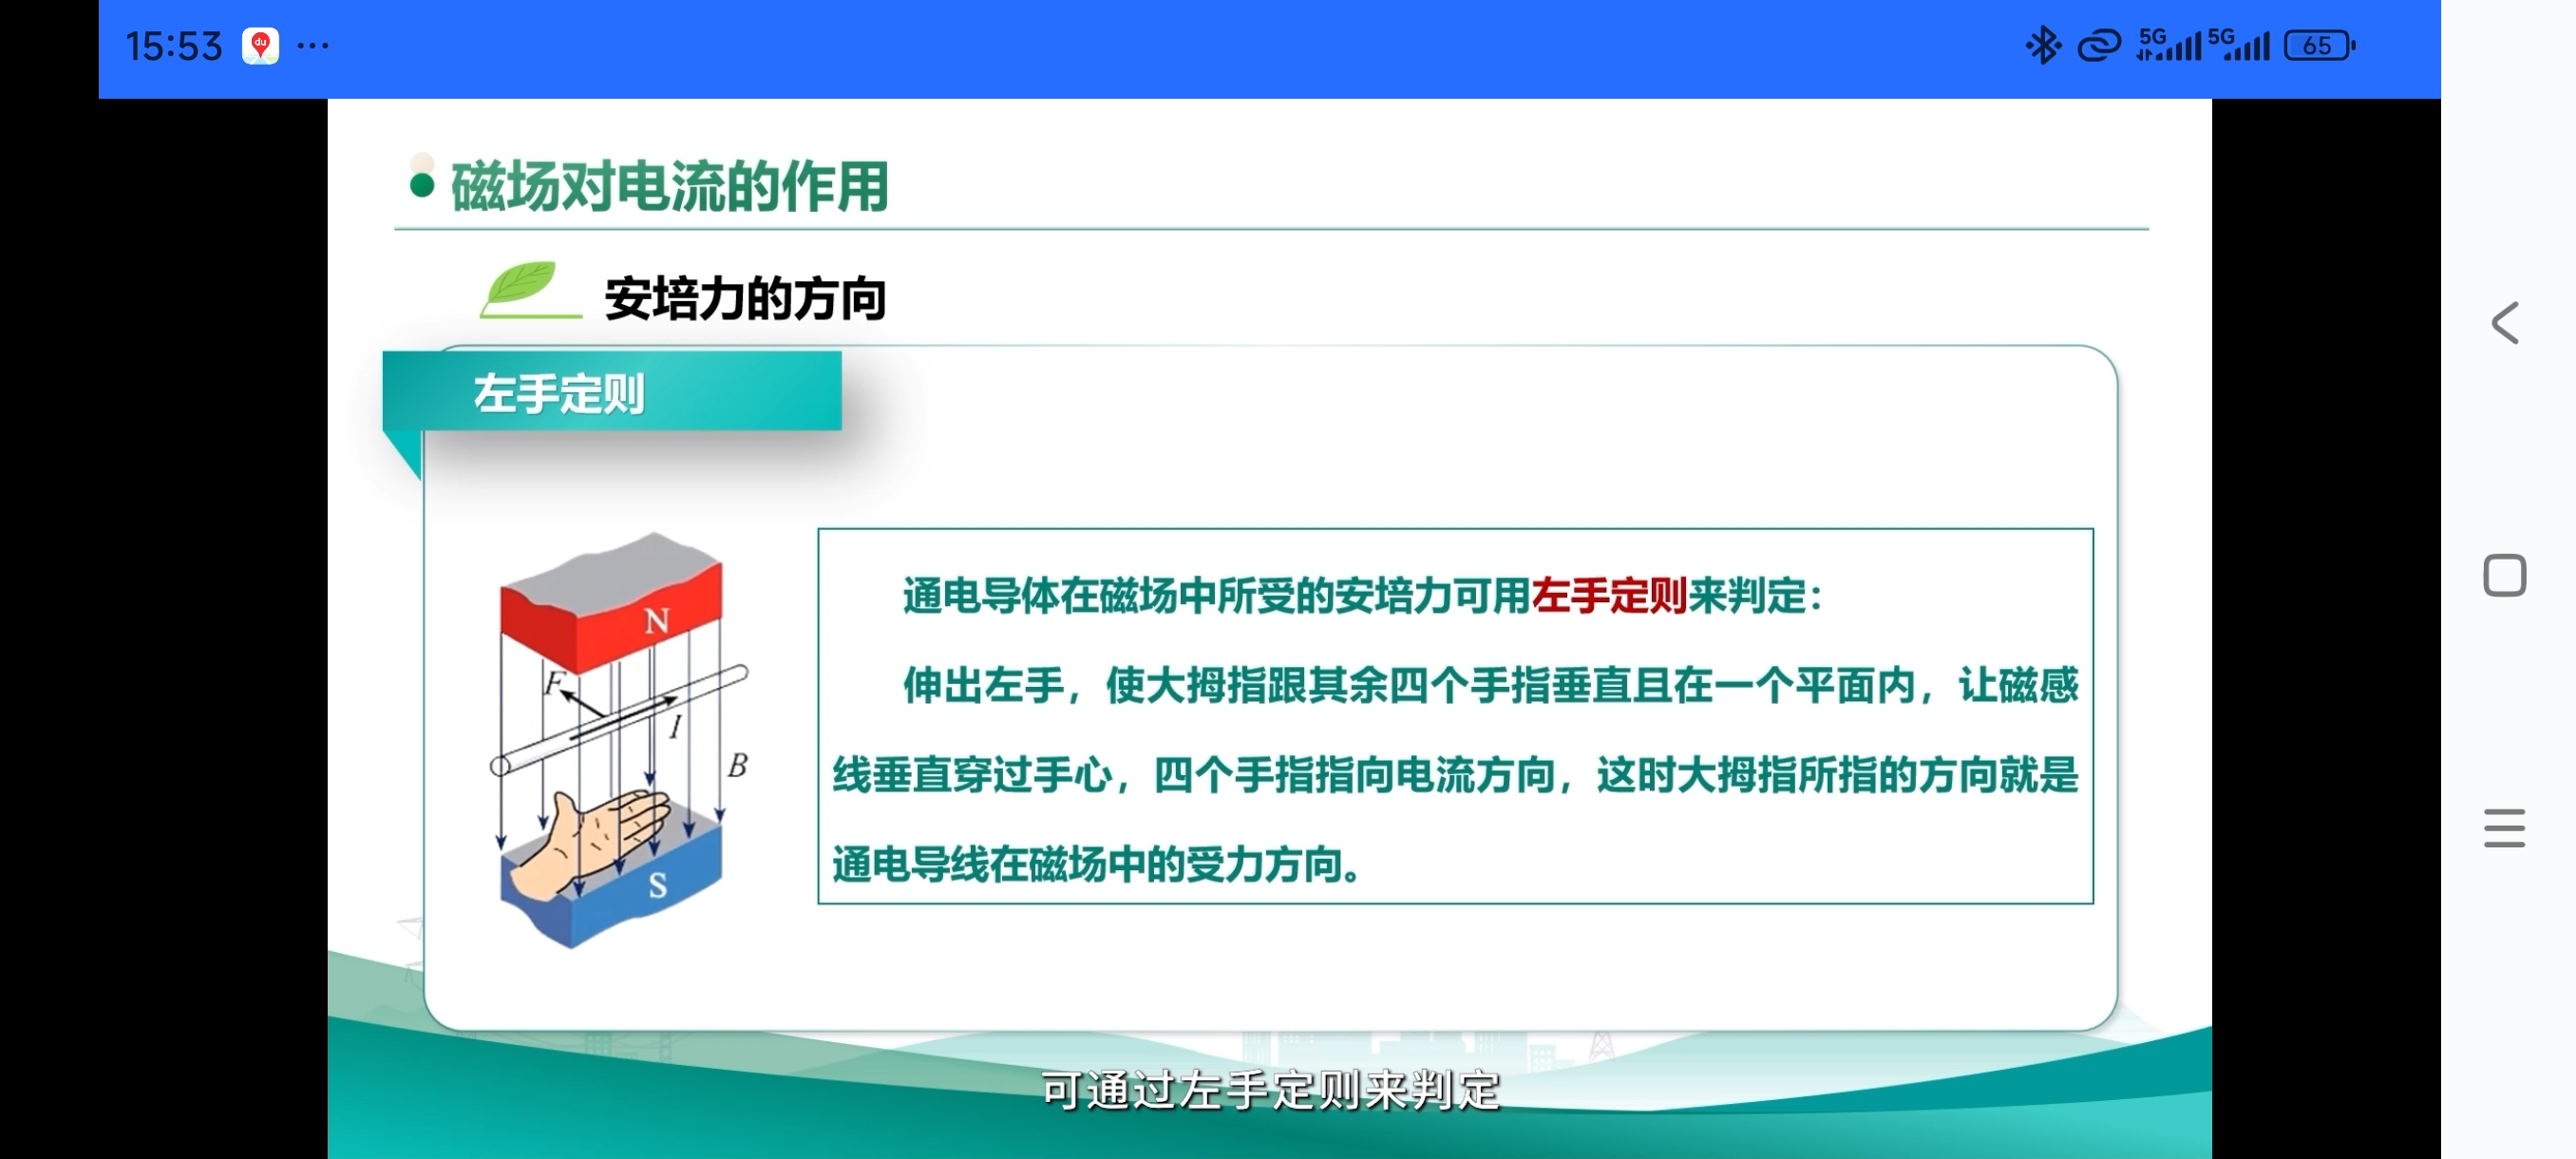 15:53 du ...
5G 5G 65
磁场对电流的作用
安培力的方向
左手定则
N
F
I
B
S
通电导体在磁场中所受的安培力可用左手定则来判定：
伸出左手，使大拇指跟其余四个手指垂直且在一个平面内，让磁感
线垂直穿过手心，四个手指指向电流方向，这时大拇指所指的方向就是
通电导线在磁场中的受力方向。
可通过左手定则来判定